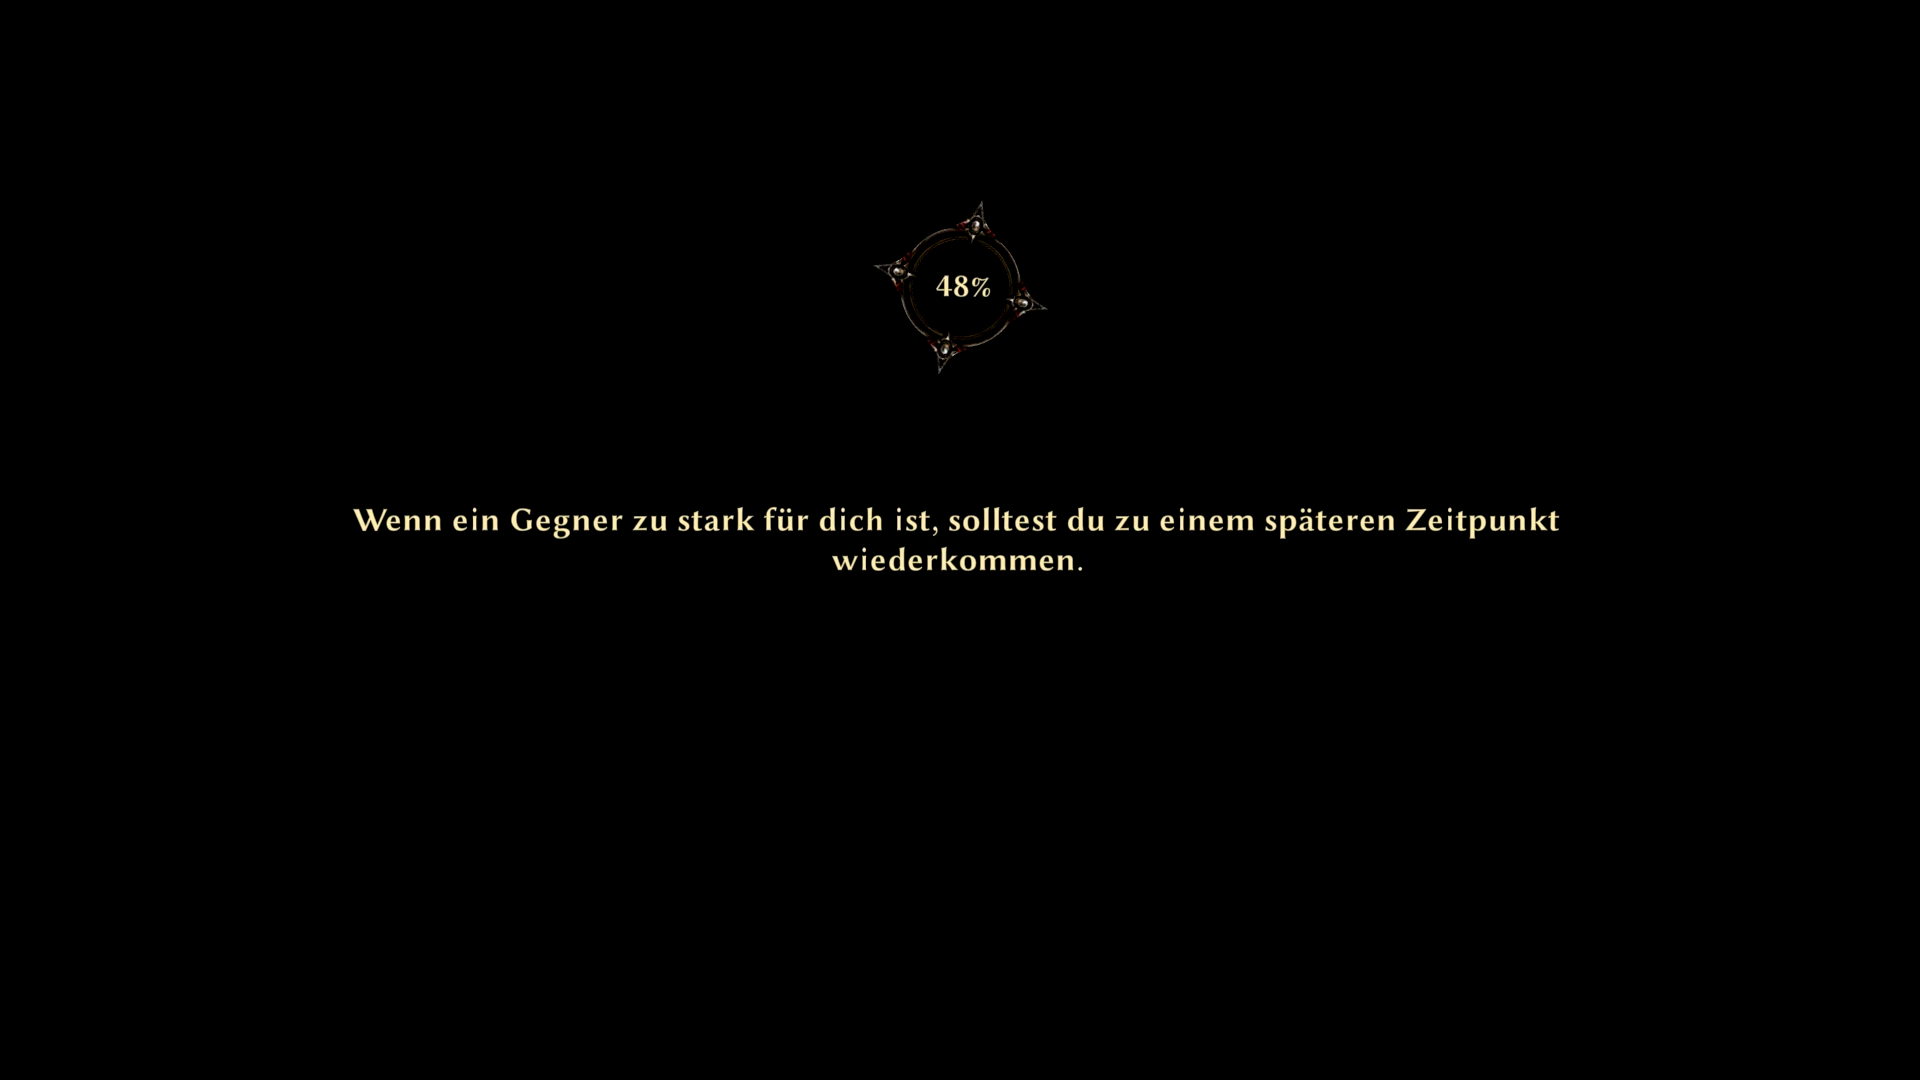 48%
Wenn ein Gegner zu stark für dich ist, solltest du zu einem späteren Zeitpunkt
wiederkommen.